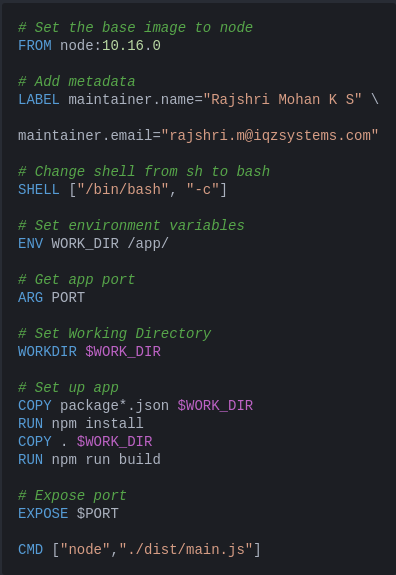 # Set the base image to node
FROM node:10.16.0
# Add metadata
LABEL maintainer.name="Rajshri Mohan K S" \
maintainer.email="rajshri.m@iqzsystems.com"
# Change shell from sh to bash
SHELL ["/bin/bash", "-c"]
# Set environment variables
ENV WORK_DIR /app/
# Get app port
ARG PORT
# Set Working Directory
WORKDIR $WORK_DIR
# Set up app
COPY package*.json $WORK_DIR
RUN npm install
COPY . $WORK_DIR
RUN npm run build
# Expose port
EXPOSE $PORT
CMD ["node","./dist/main.js"]